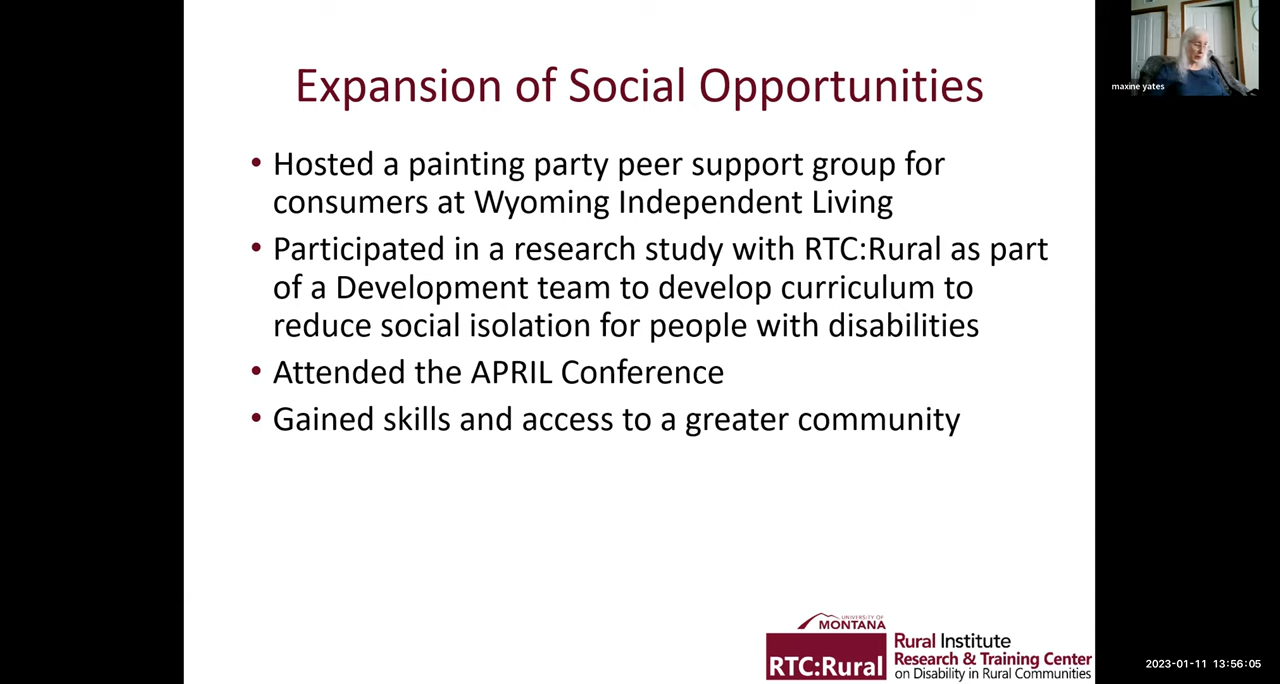 Expansion of Social Opportunities
• Hosted a painting party peer support group for
consumers at Wyoming Independent Living
• Participated in a research study with RTC:Rural as part
of a Development team to develop curriculum to
reduce social isolation for people with disabilities
• Attended the APRIL Conference
• Gained skills and access to a greater community
maxine yates
UNIVERSITY OF
MONTANA
RTC:Rural
Rural Institute
Research & Training Center
on Disability in Rural Communities
2023-01-11 13:56:05